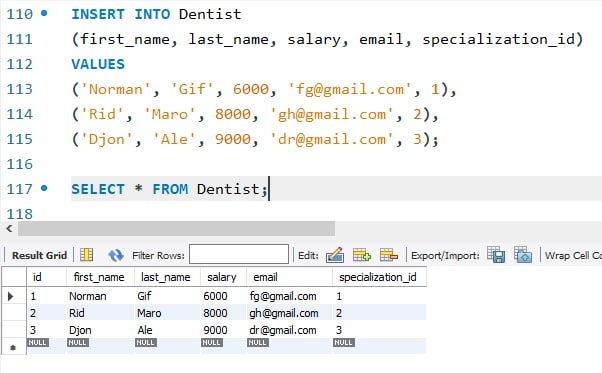 110 INSERT INTO Dentist
111 (first_name, last_name, salary, email, specialization_id)
112 VALUES
113 ('Norman', 'Gif', 6000, 'fg@gmail.com', 1),
114 ('Rid', 'Maro', 8000, 'gh@gmail.com', 2),
115 ('Djon', 'Ale', 9000, 'dr@gmail.com', 3);
116
117 SELECT * FROM Dentist;
118
Result Grid Filter Rows: Edit: Export/Import: Wrap Cell Co
id first_name last_name salary email specialization_id
1 Norman Gif 6000 fg@gmail.com 1
2 Rid Maro 8000 gh@gmail.com 2
3 Djon Ale 9000 dr@gmail.com 3
NULL NULL NULL NULL NULL NULL